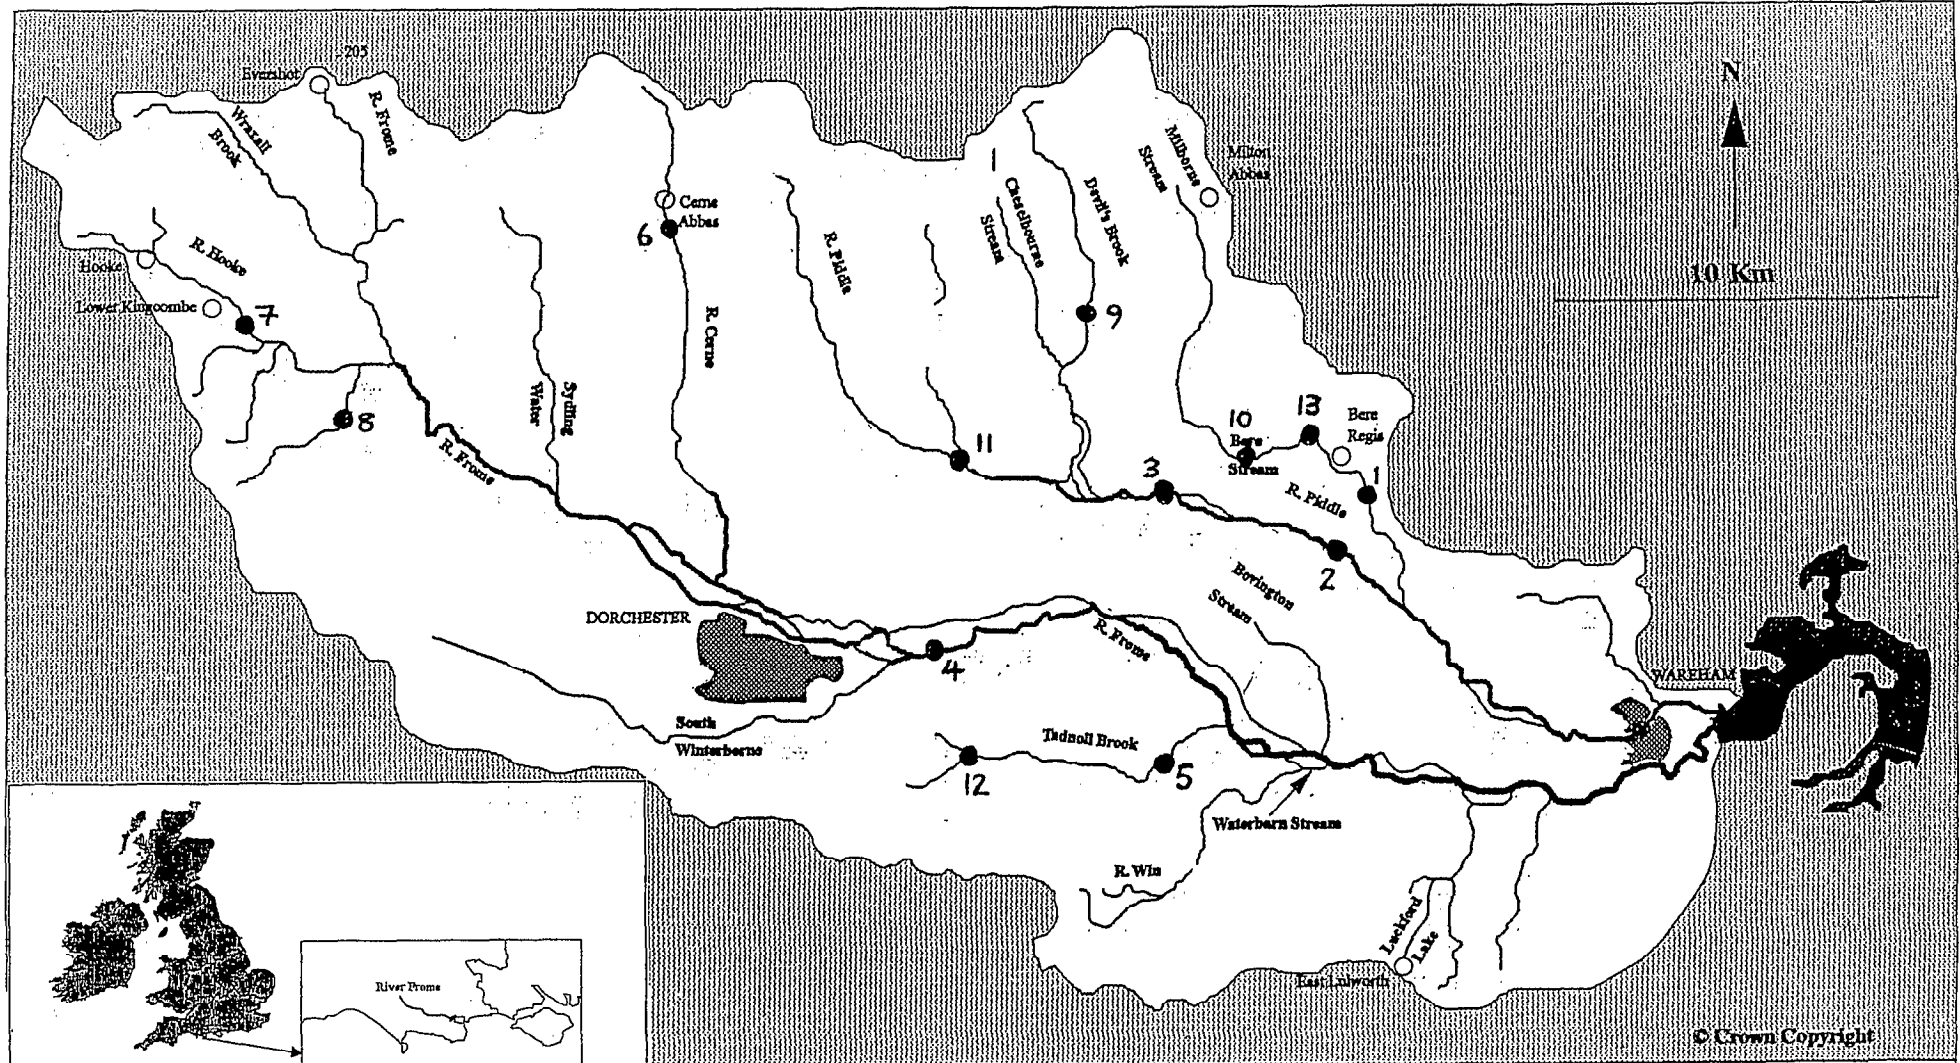 205
Evershot
N
R. Frome
Wraxall
Brook
Milborne
Stream
Milton
Abbas
Cerne
Abbas
6
Cheselbourne
Stream
Devil's Brook
R. Hooke
R. Piddle
Hooke
10 Km
Lower Kingcombe
7
9
R. Cerne
Sydling
Water
8
10
13
Bere
Regis
Bere
Stream
11
R. Frome
3
1
R. Piddle
2
Bovington
Stream
DORCHESTER
R. Frome
4
WAREHAM
South
Winterborne
Tadnoll Brook
12
5
Waterbarn Stream
R. Win
Luckford
Lake
East Lulworth
River Frome
© Crown Copyright